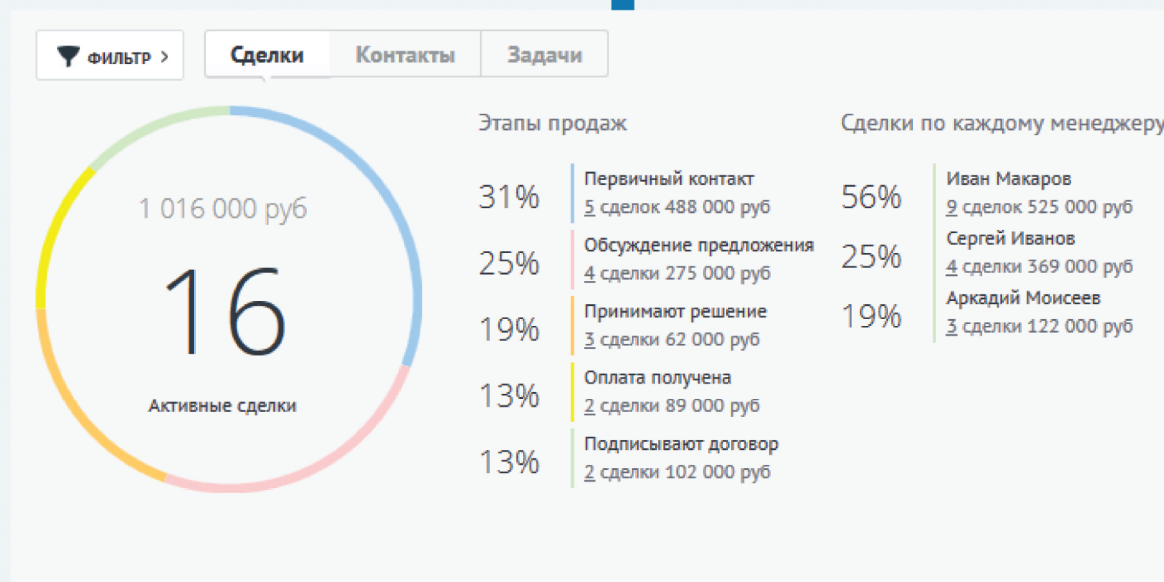 ФИЛЬТР
Сделки
Контакты
Задачи
1 016 000 руб
16
Активные сделки
Этапы продаж
31%
Первичный контакт
5 сделок 488 000 руб
25%
Обсуждение предложения
4 сделки 275 000 руб
19%
Принимают решение
3 сделки 62 000 руб
13%
Оплата получена
2 сделки 89 000 руб
13%
Подписывают договор
2 сделки 102 000 руб
Сделки по каждому менеджеру
56%
Иван Макаров
9 сделок 525 000 руб
25%
Сергей Иванов
4 сделки 369 000 руб
19%
Аркадий Моисеев
3 сделки 122 000 руб